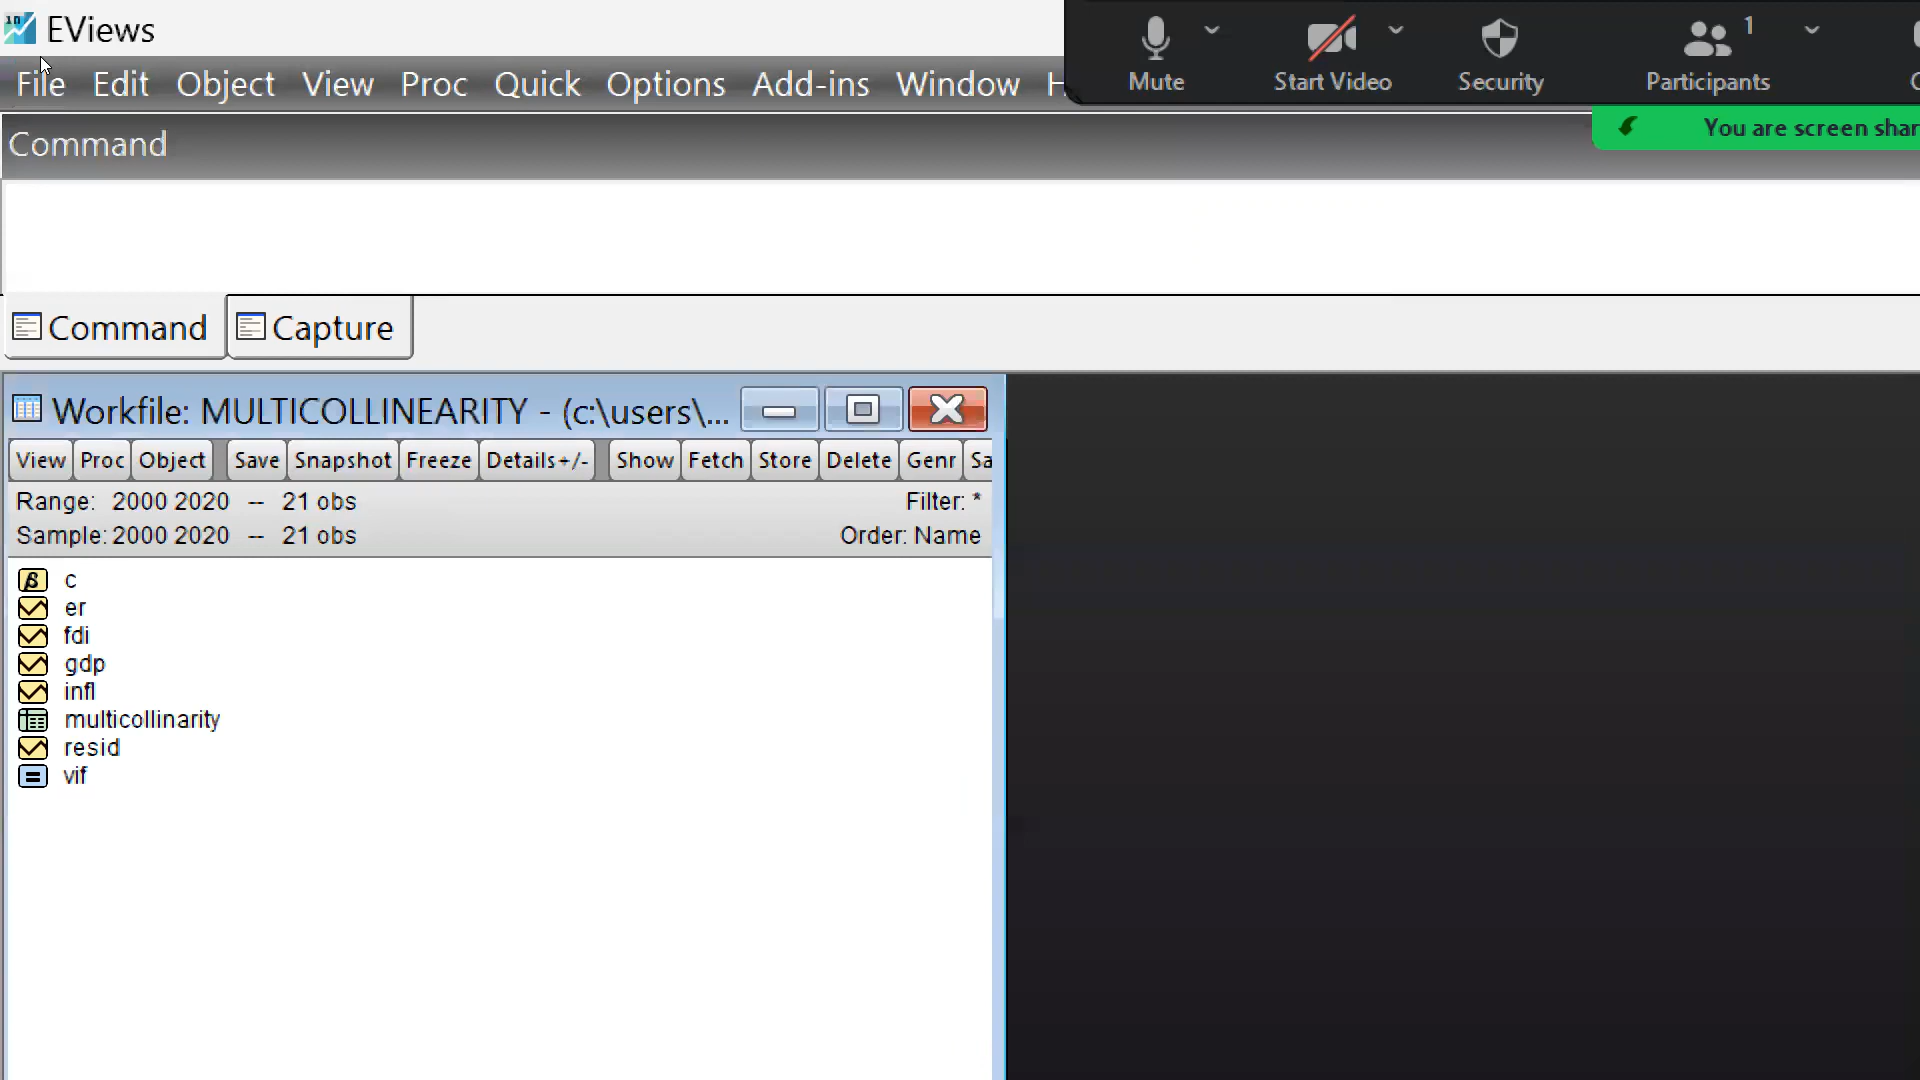 EViews
File Edit Object View Proc Quick Options Add-ins Window
Mute Start Video Security Participants 1
You are screen shar
Command
Command Capture
Workfile: MULTICOLLINEARITY - (c:\users\...
View Proc Object Save Snapshot Freeze Details+/- Show Fetch Store Delete Genr Sa
Range: 2000 2020 -- 21 obs Filter: *
Sample: 2000 2020 -- 21 obs Order: Name
β c
er
fdi
gdp
infl
multicollinarity
resid
= vif